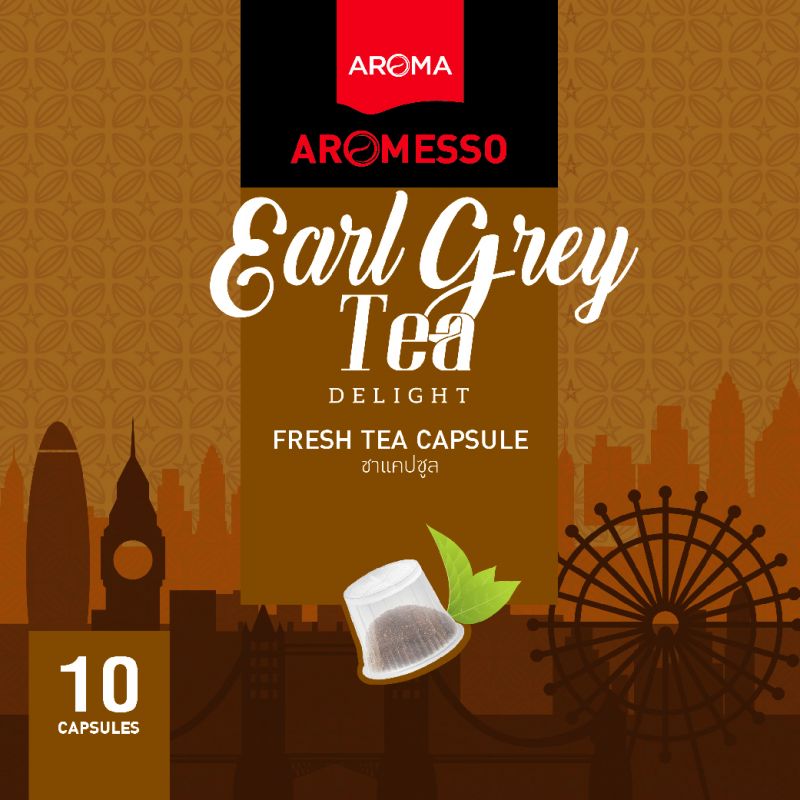 AROMA
AROMESSO
Earl Grey
Tea
DELIGHT
FRESH TEA CAPSULE
ชาแคปซูล
10
CAPSULES